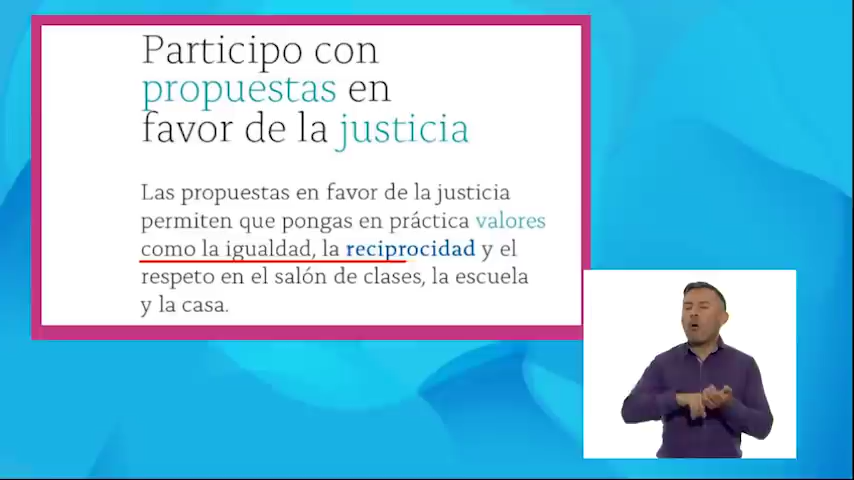 Participo con
propuestas en
favor de la justicia
Las propuestas en favor de la justicia
permiten que pongas en práctica valores
como la igualdad, la reciprocidad y el
respeto en el salón de clases, la escuela
y la casa.